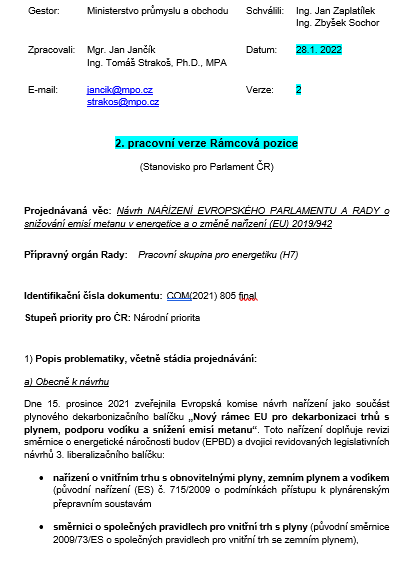 Gestor: Ministerstvo průmyslu a obchodu Schválili: Ing. Jan Zaplatílek
Ing. Zbyšek Sochor
Zpracovali: Mgr. Jan Jančík Datum: 28.1. 2022
Ing. Tomáš Strakoš, Ph.D., MPA
E-mail: jancik@mpo.cz Verze: 2
strakos@mpo.cz
2. pracovní verze Rámcová pozice
(Stanovisko pro Parlament ČR)
Projednávaná věc: Návrh NAŘÍZENÍ EVROPSKÉHO PARLAMENTU A RADY o
snižování emisí metanu v energetice a o změně nařízení (EU) 2019/942
Přípravný orgán Rady: Pracovní skupina pro energetiku (H7)
Identifikační čísla dokumentu: COM(2021) 805 final
Stupeň priority pro ČR: Národní priorita
1) Popis problematiky, včetně stádia projednávání:
a) Obecně k návrhu
Dne 15. prosince 2021 zveřejnila Evropská komise návrh nařízení jako součást
plynového dekarbonizačního balíčku „Nový rámec EU pro dekarbonizaci trhů s
plynem, podporu vodíku a snížení emisí metanu“. Toto nařízení doplňuje revizi
směrnice o energetické náročnosti budov (EPBD) a dvojici revidovaných legislativních
návrhů 3. liberalizačního balíčku:
• nařízení o vnitřním trhu s obnovitelnými plyny, zemním plynem a vodíkem
(původní nařízení (ES) č. 715/2009 o podmínkách přístupu k plynárenským
přepravním soustavám
• směrnici o společných pravidlech pro vnitřní trh s plyny (původní směrnice
2009/73/ES o společných pravidlech pro vnitřní trh se zemním plynem),